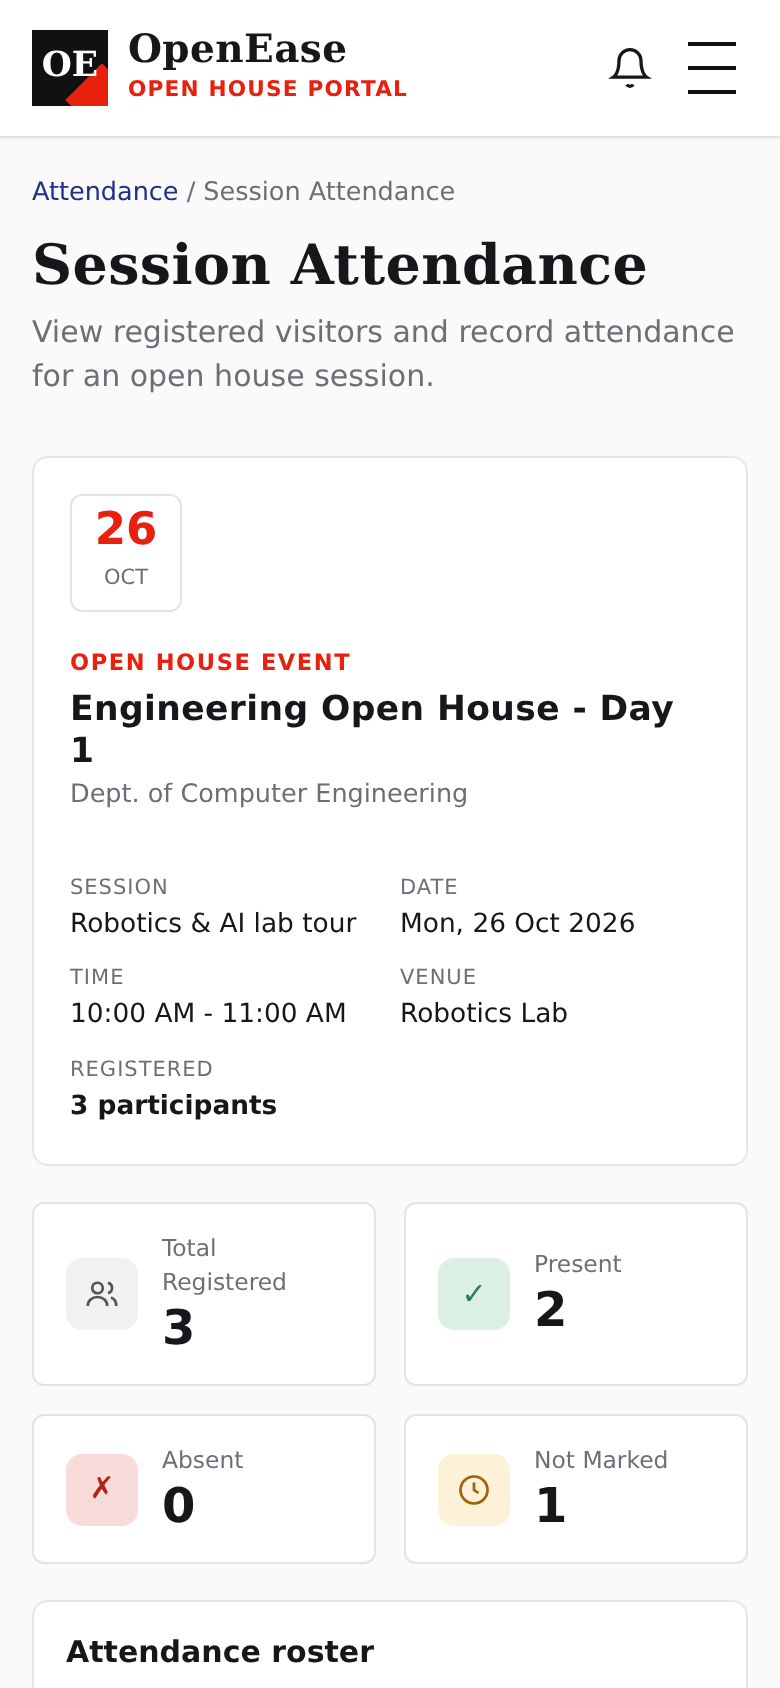 OE
OpenEase
OPEN HOUSE PORTAL
Attendance / Session Attendance
Session Attendance
View registered visitors and record attendance
for an open house session.
26
OCT
OPEN HOUSE EVENT
Engineering Open House - Day
1
Dept. of Computer Engineering
SESSION
Robotics & AI lab tour
DATE
Mon, 26 Oct 2026
TIME
10:00 AM - 11:00 AM
VENUE
Robotics Lab
REGISTERED
3 participants
Total
Registered
3
✓
Present
2
✗
Absent
0
Not Marked
1
Attendance roster